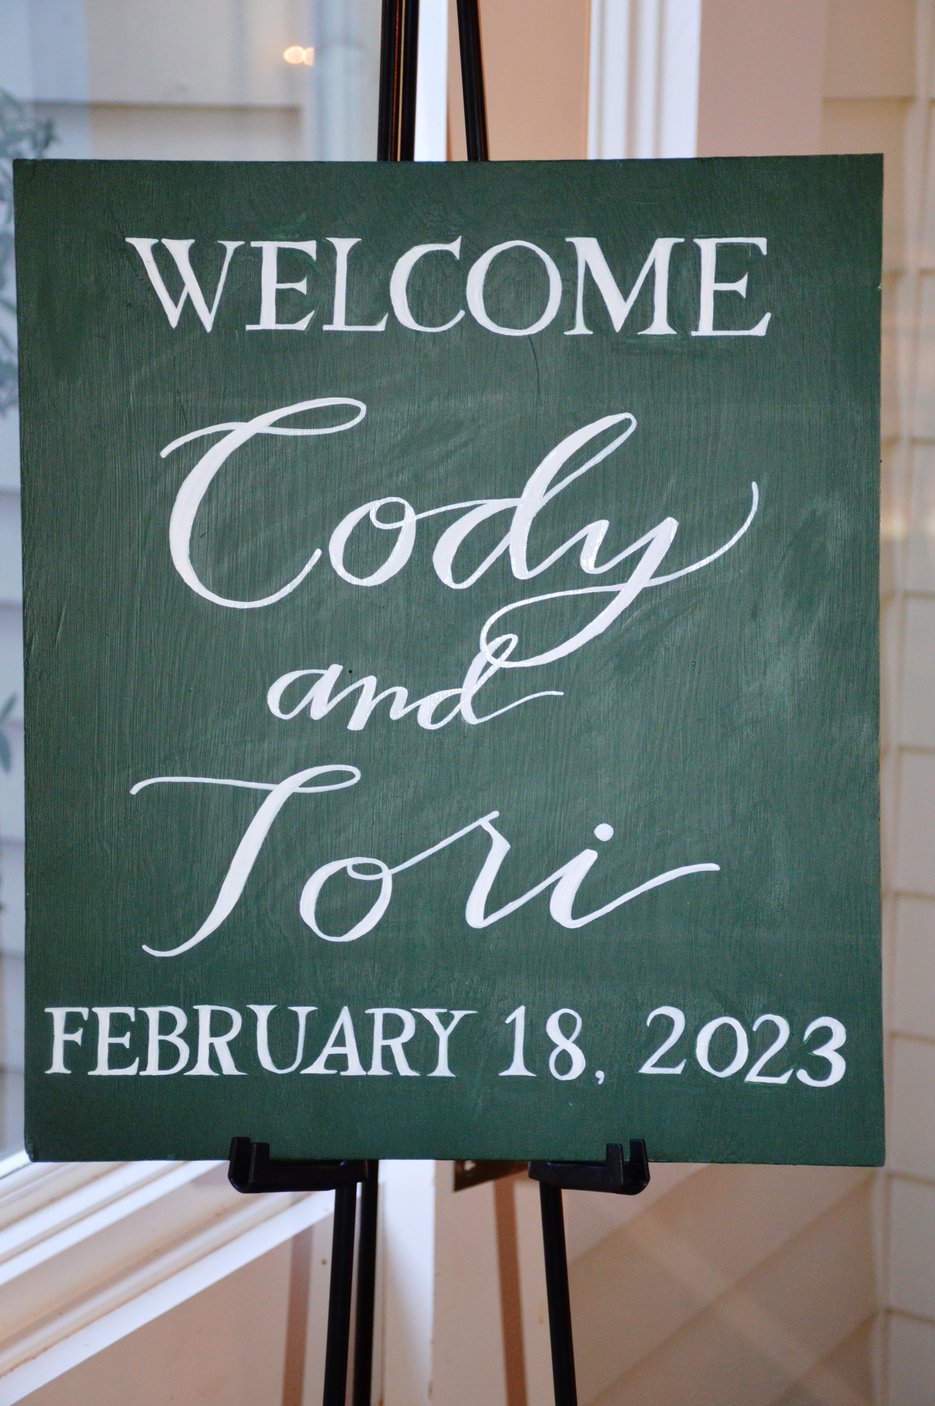 WELCOME
Cody
and
Tori
FEBRUARY 18, 2023